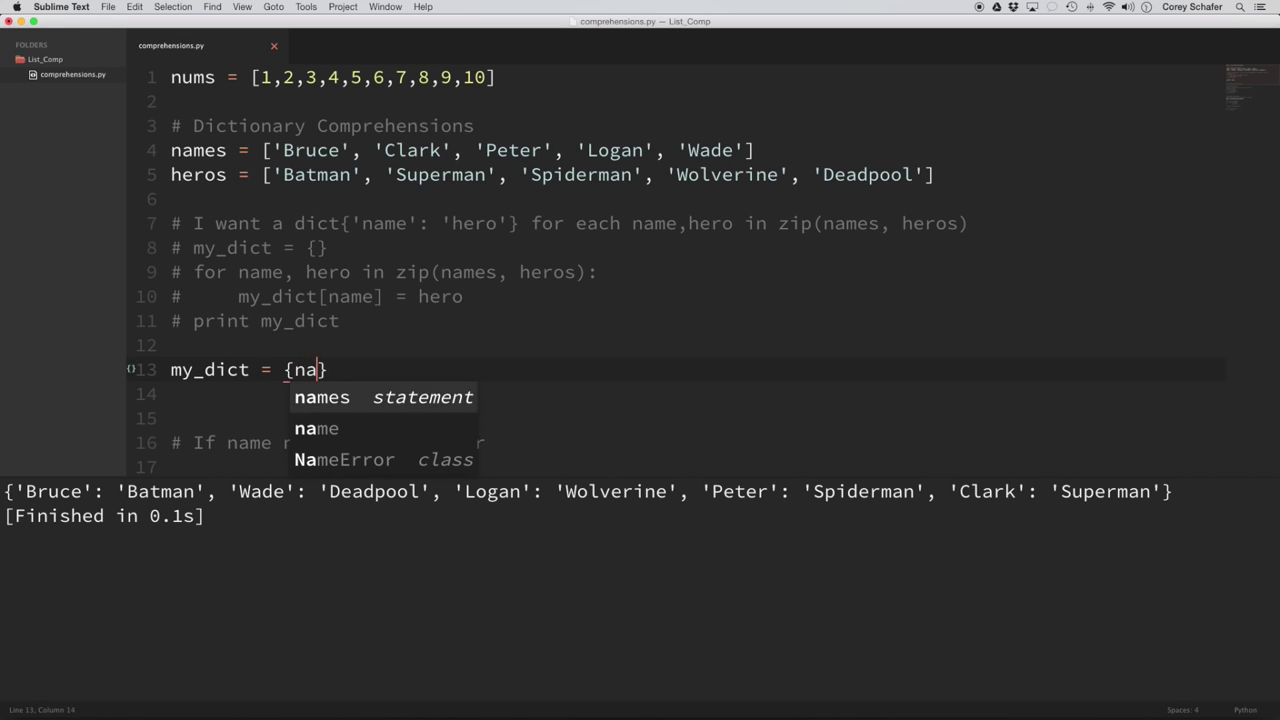 Sublime Text File Edit Selection Find View Goto Tools Project Window Help Corey Schafer
comprehensions.py — List_Comp
FOLDERS
List_Comp
comprehensions.py
comprehensions.py
1 nums = [1,2,3,4,5,6,7,8,9,10]
2
3 # Dictionary Comprehensions
4 names = ['Bruce', 'Clark', 'Peter', 'Logan', 'Wade']
5 heros = ['Batman', 'Superman', 'Spiderman', 'Wolverine', 'Deadpool']
6
7 # I want a dict{'name': 'hero'} for each name,hero in zip(names, heros)
8 # my_dict = {}
9 # for name, hero in zip(names, heros):
10 #     my_dict[name] = hero
11 # print my_dict
12
{} 13 my_dict = {na}
names statement
name
NameError class
14
15
16 # If name n r
17
{'Bruce': 'Batman', 'Wade': 'Deadpool', 'Logan': 'Wolverine', 'Peter': 'Spiderman', 'Clark': 'Superman'}
[Finished in 0.1s]
Line 13, Column 14 Spaces: 4 Python